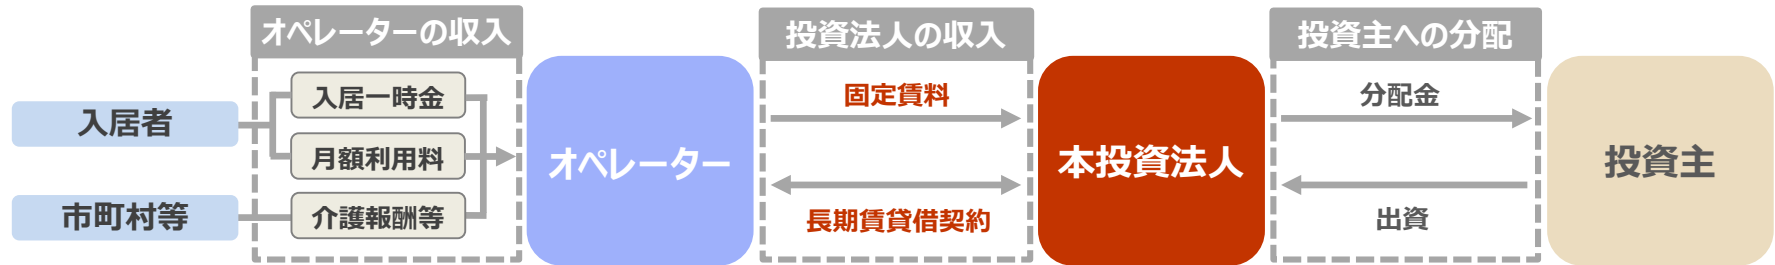 オペレーターの収入
投資法人の収入
投資主への分配
入居者
市町村等
入居一時金
月額利用料
介護報酬等
オペレーター
固定賃料
長期賃貸借契約
本投資法人
分配金
出資
投資主